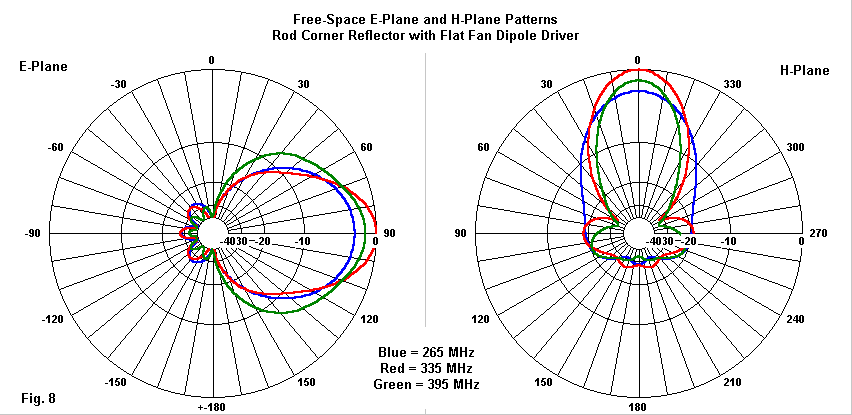 Free-Space E-Plane and H-Plane Patterns
Rod Corner Reflector with Flat Fan Dipole Driver
E-Plane
0
-30
30
-60
60
-90
-40 30 -20 -10 0
90
-120
120
-150
150
+-180
H-Plane
0
30
330
60
300
90
-40 30 -20 -10 0
270
120
240
150
210
180
Blue = 265 MHz
Red = 335 MHz
Green = 395 MHz
Fig. 8